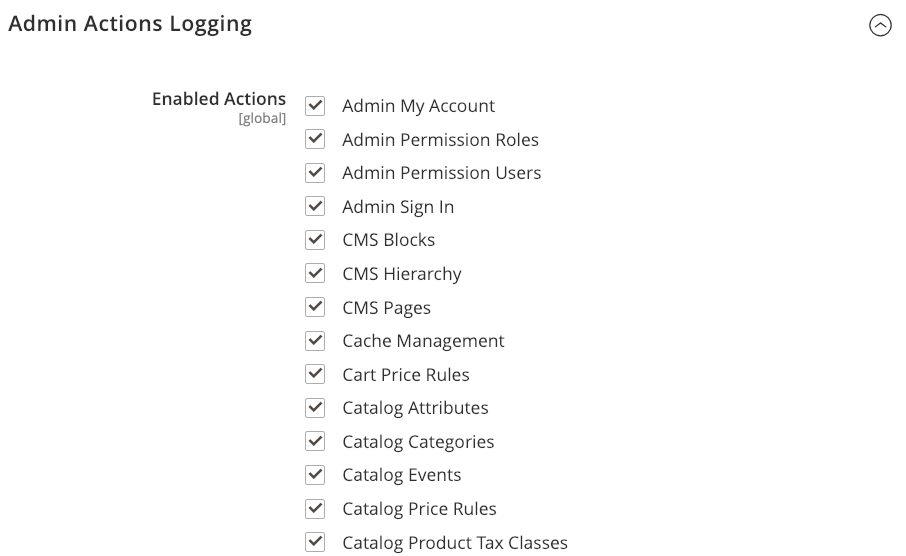 Admin Actions Logging
Enabled Actions
[global]
Admin My Account
Admin Permission Roles
Admin Permission Users
Admin Sign In
CMS Blocks
CMS Hierarchy
CMS Pages
Cache Management
Cart Price Rules
Catalog Attributes
Catalog Categories
Catalog Events
Catalog Price Rules
Catalog Product Tax Classes